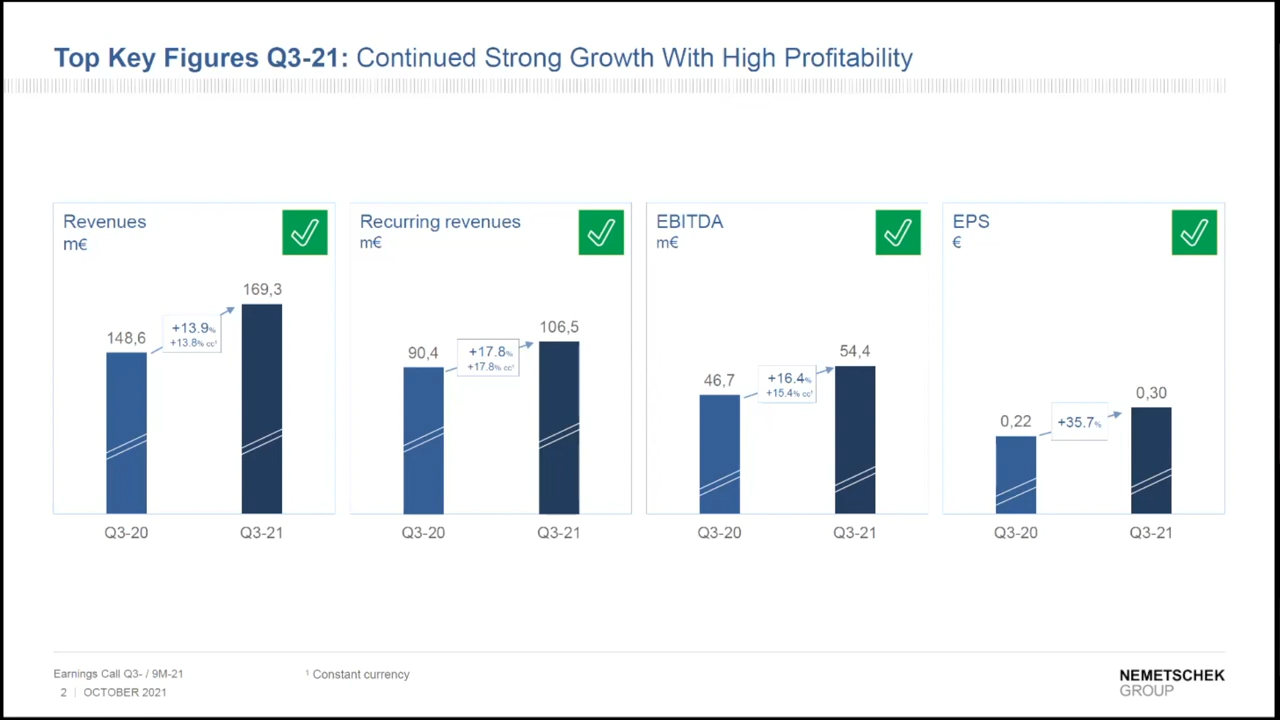 Top Key Figures Q3-21: Continued Strong Growth With High Profitability
Revenues
m€
148,6
+13.9%
+13.8% cc¹
169,3
Q3-20
Q3-21
Recurring revenues
m€
90,4
+17.8%
+17.8% cc¹
106,5
Q3-20
Q3-21
EBITDA
m€
46,7
+16.4%
+15.4% cc¹
54,4
Q3-20
Q3-21
EPS
€
0,22
+35.7%
0,30
Q3-20
Q3-21
Earnings Call Q3- / 9M-21
2 | OCTOBER 2021
¹ Constant currency
NEMETSCHEK
GROUP